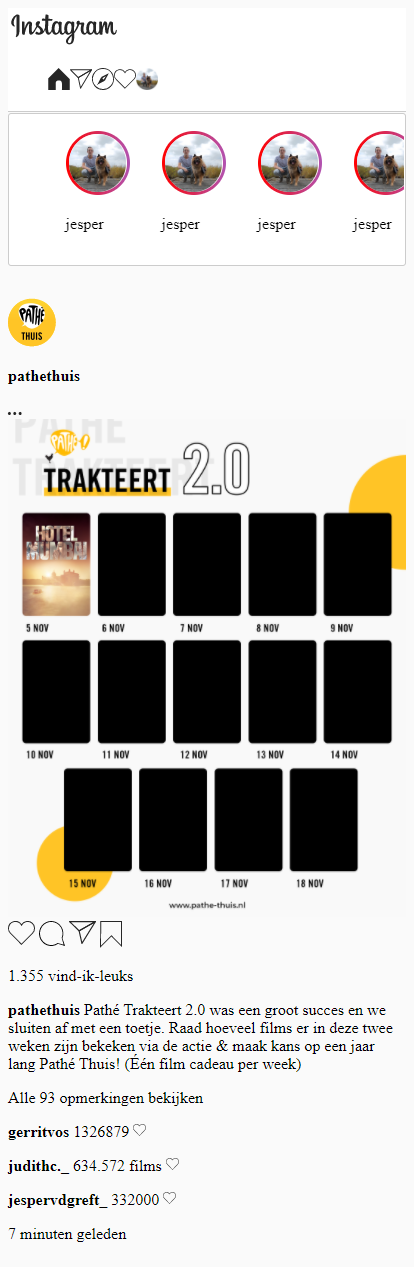 Instagram
jesper jesper jesper jesper
PATHÉ
THUIS
pathethuis
...
PATHE
TRAKTEERT
PATHÉ
TRAKTEERT 2.0
HOTEL
MUMBAI
5 NOV 6 NOV 7 NOV 8 NOV 9 NOV
10 NOV 11 NOV 12 NOV 13 NOV 14 NOV
15 NOV 16 NOV 17 NOV 18 NOV
www.pathe-thuis.nl
1.355 vind-ik-leuks
pathethuis Pathé Trakteert 2.0 was een groot succes en we
sluiten af met een toetje. Raad hoeveel films er in deze twee
weken zijn bekeken via de actie & maak kans op een jaar
lang Pathé Thuis! (Één film cadeau per week)
Alle 93 opmerkingen bekijken
gerritvos 1326879
judithc._ 634.572 films
jespervdgreft_ 332000
7 minuten geleden